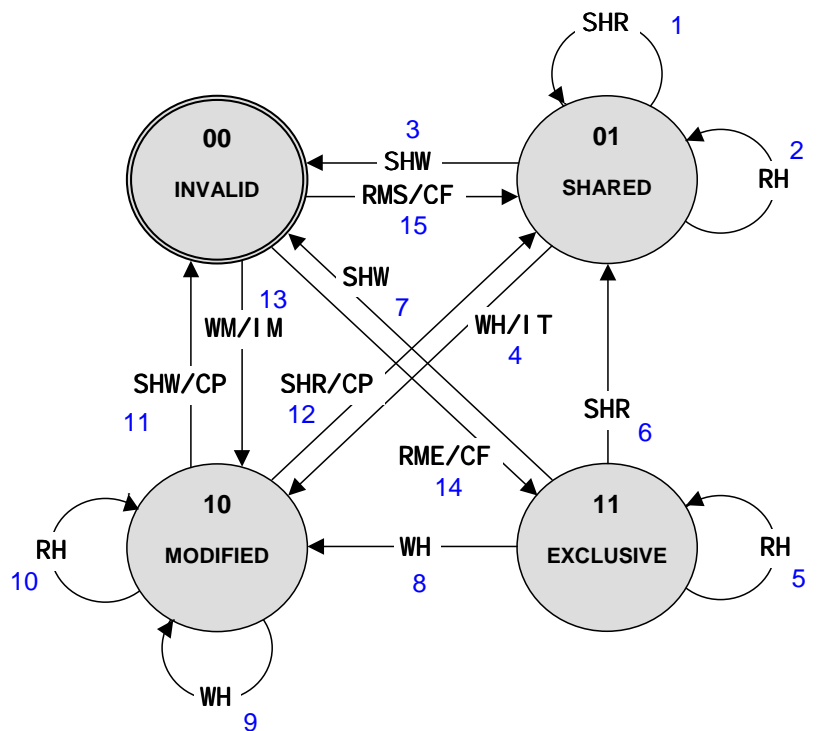 SHR 1
00
INVALID
3
SHW
RMS/CF
15
01
SHARED
2
RH
SHW
7
13
WM/IM
WH/IT
4
SHW/CP
11
SHR/CP
12
SHR
6
RME/CF
14
10
MODIFIED
RH
10
WH
8
11
EXCLUSIVE
RH
5
WH
9